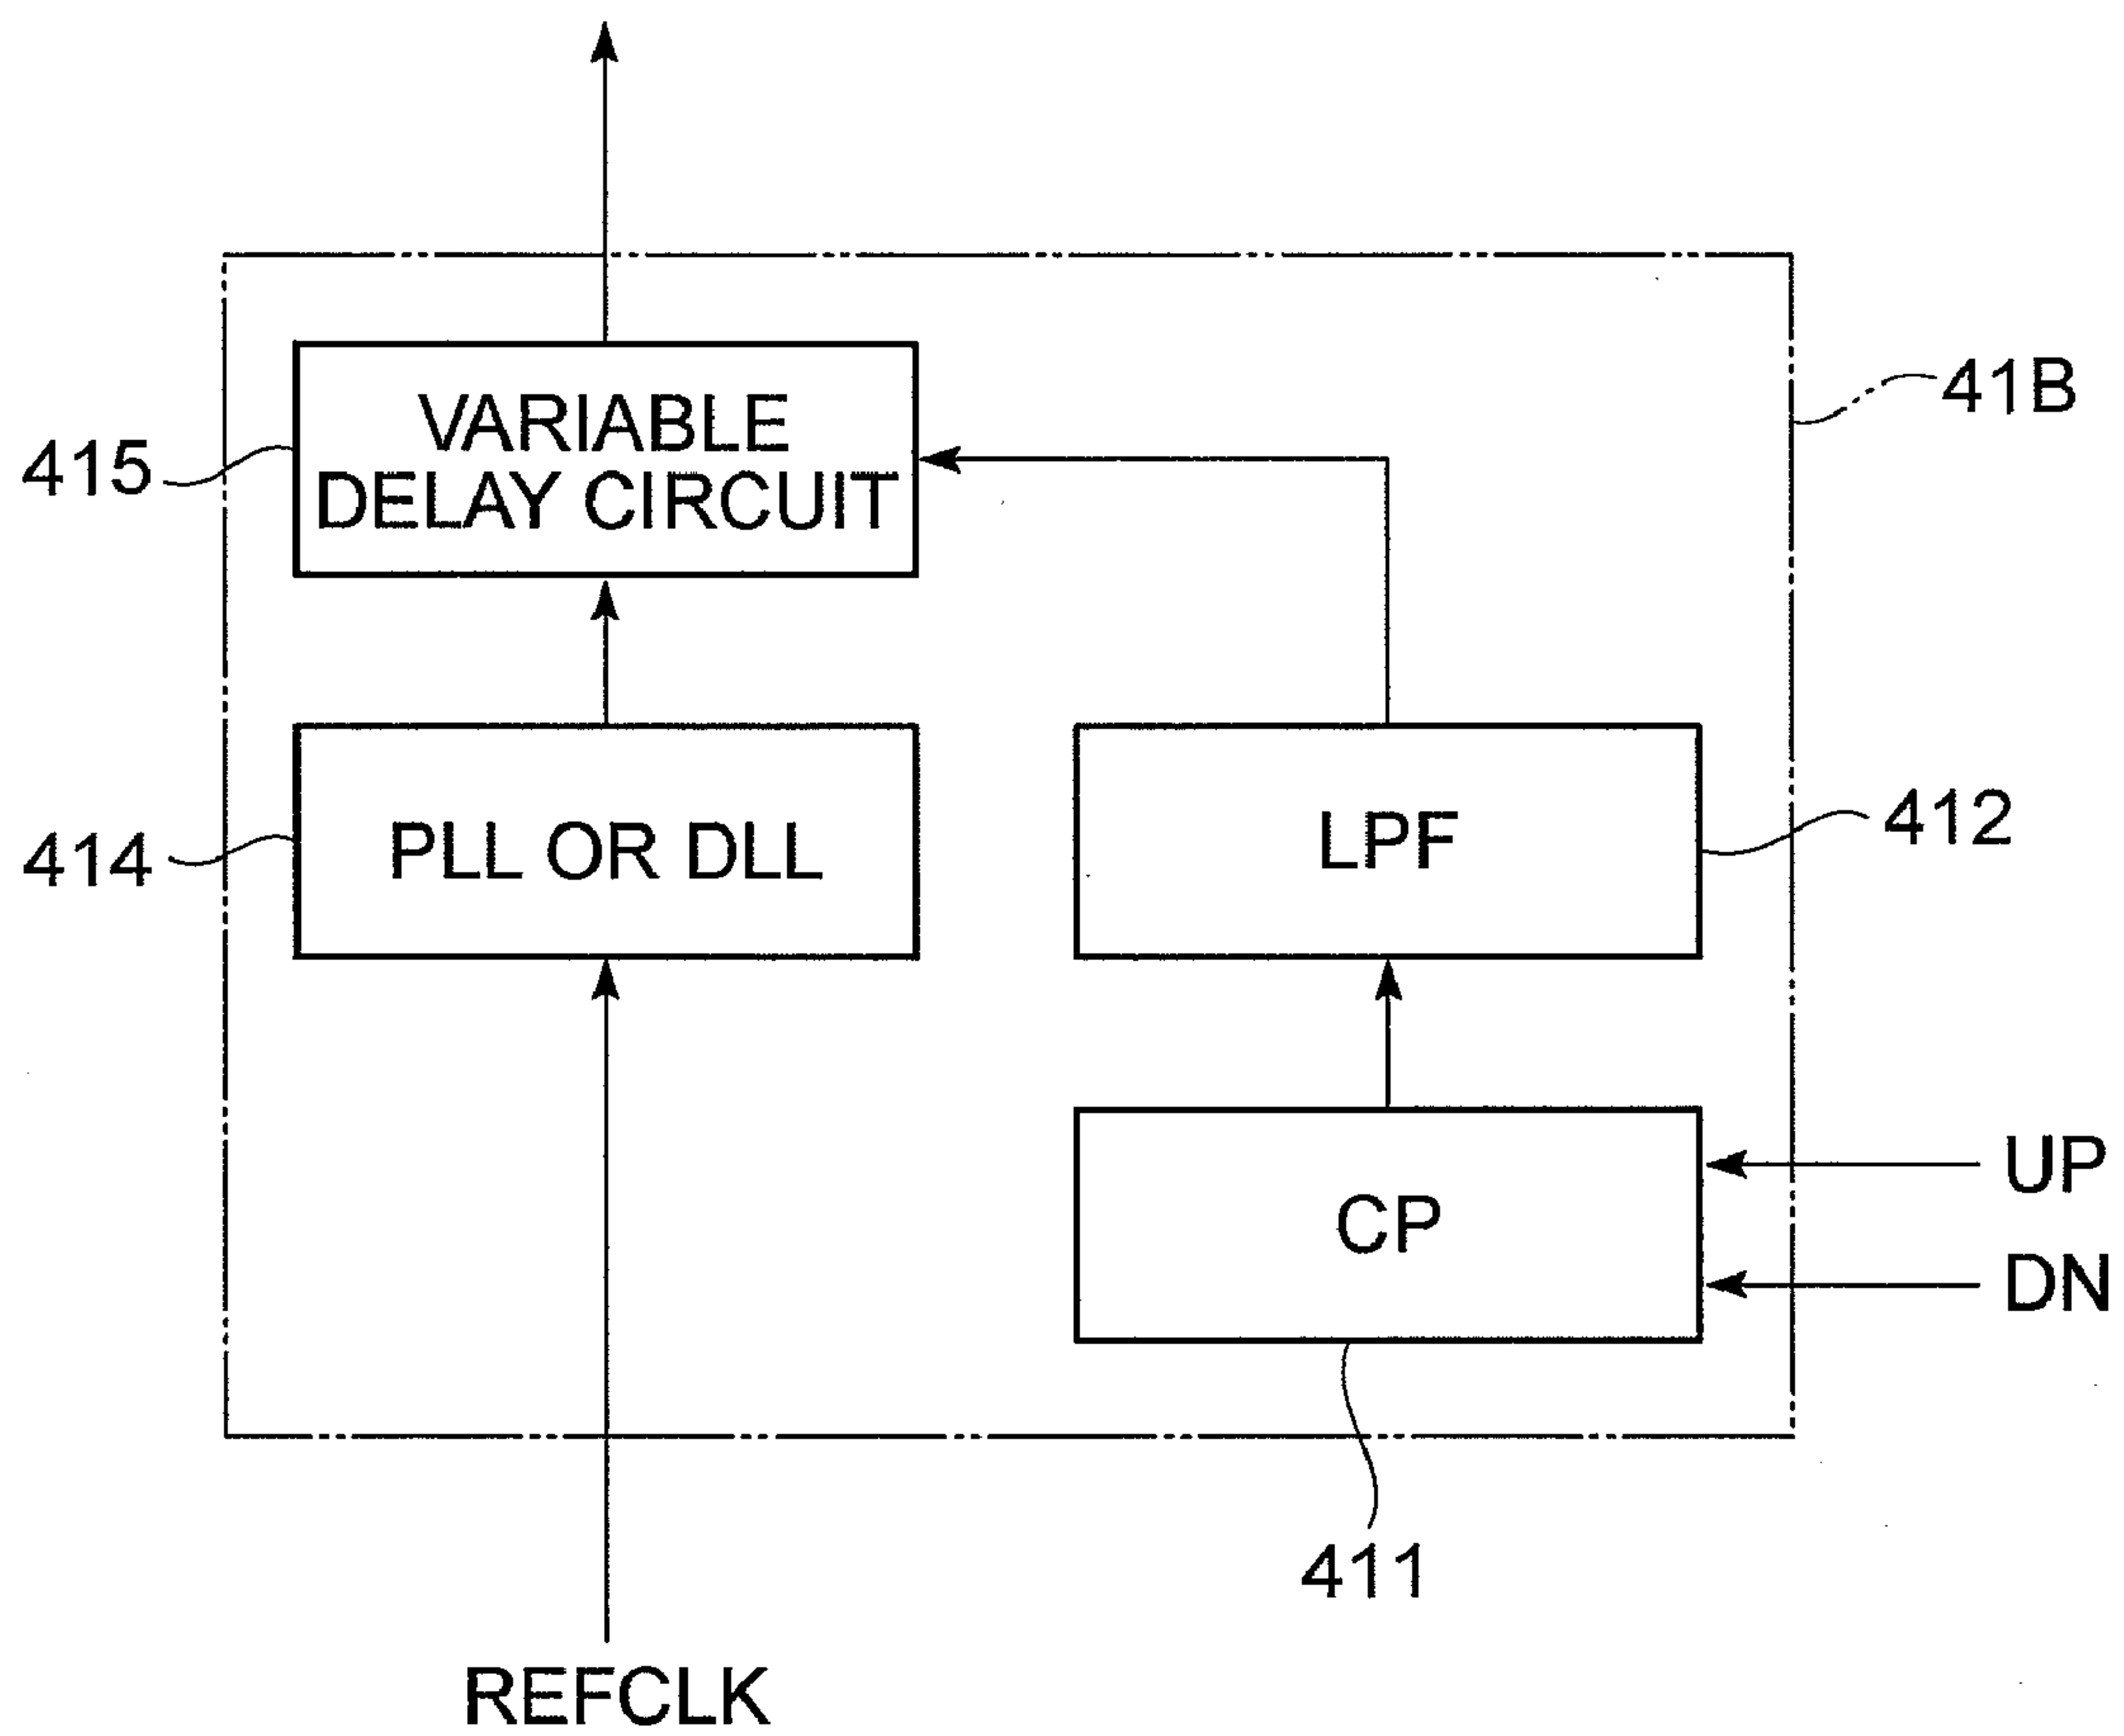 VARIABLE
DELAY CIRCUIT
415
41B
PLL OR DLL
414
LPF
412
CP
UP
DN
411
REFCLK